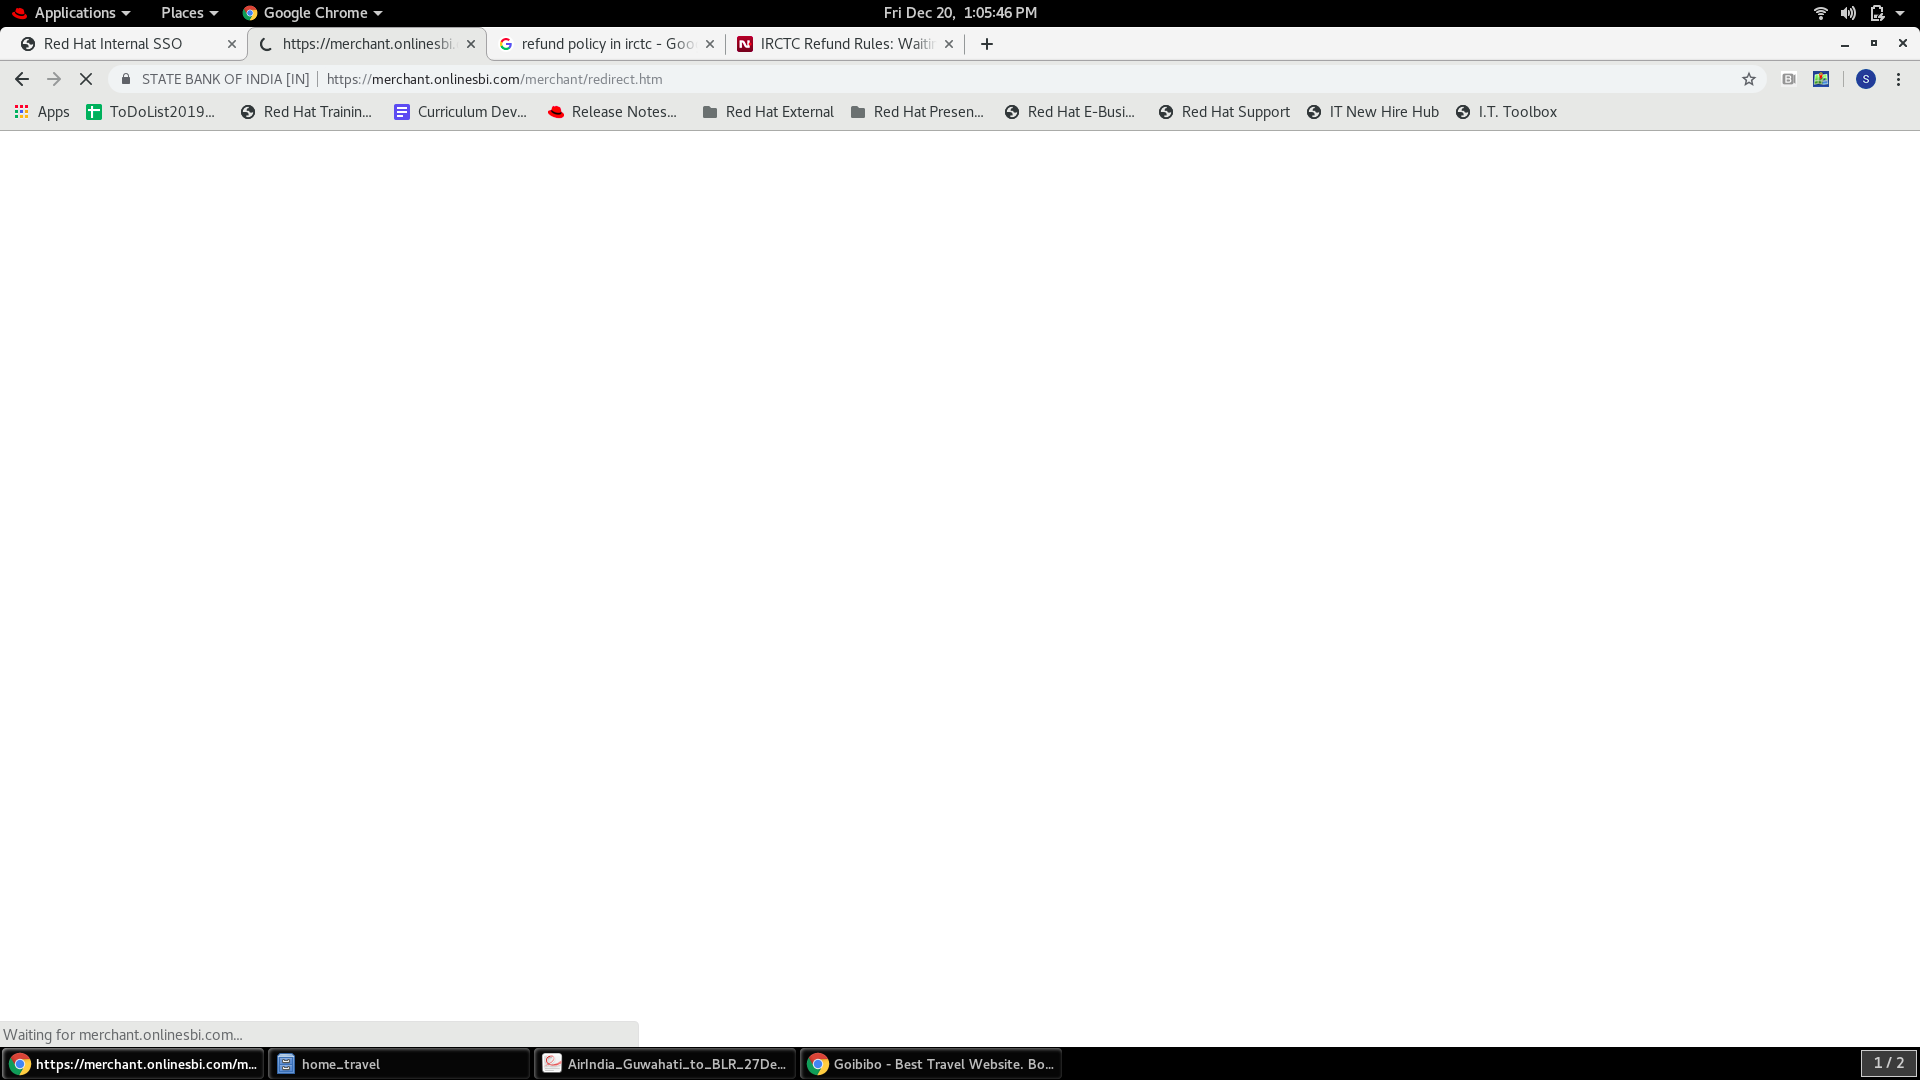 Applications Places Google Chrome Fri Dec 20, 1:05:46 PM
Red Hat Internal SSO https://merchant.onlinesbi. refund policy in irctc - Goo IRCTC Refund Rules: Waiti
STATE BANK OF INDIA [IN] https://merchant.onlinesbi.com/merchant/redirect.htm S
Apps ToDoList2019... Red Hat Trainin... Curriculum Dev... Release Notes... Red Hat External Red Hat Presen... Red Hat E-Busi... Red Hat Support IT New Hire Hub I.T. Toolbox
Waiting for merchant.onlinesbi.com...
https://merchant.onlinesbi.com/m... home_travel AirIndia_Guwahati_to_BLR_27De... Goibibo - Best Travel Website. Bo... 1 / 2